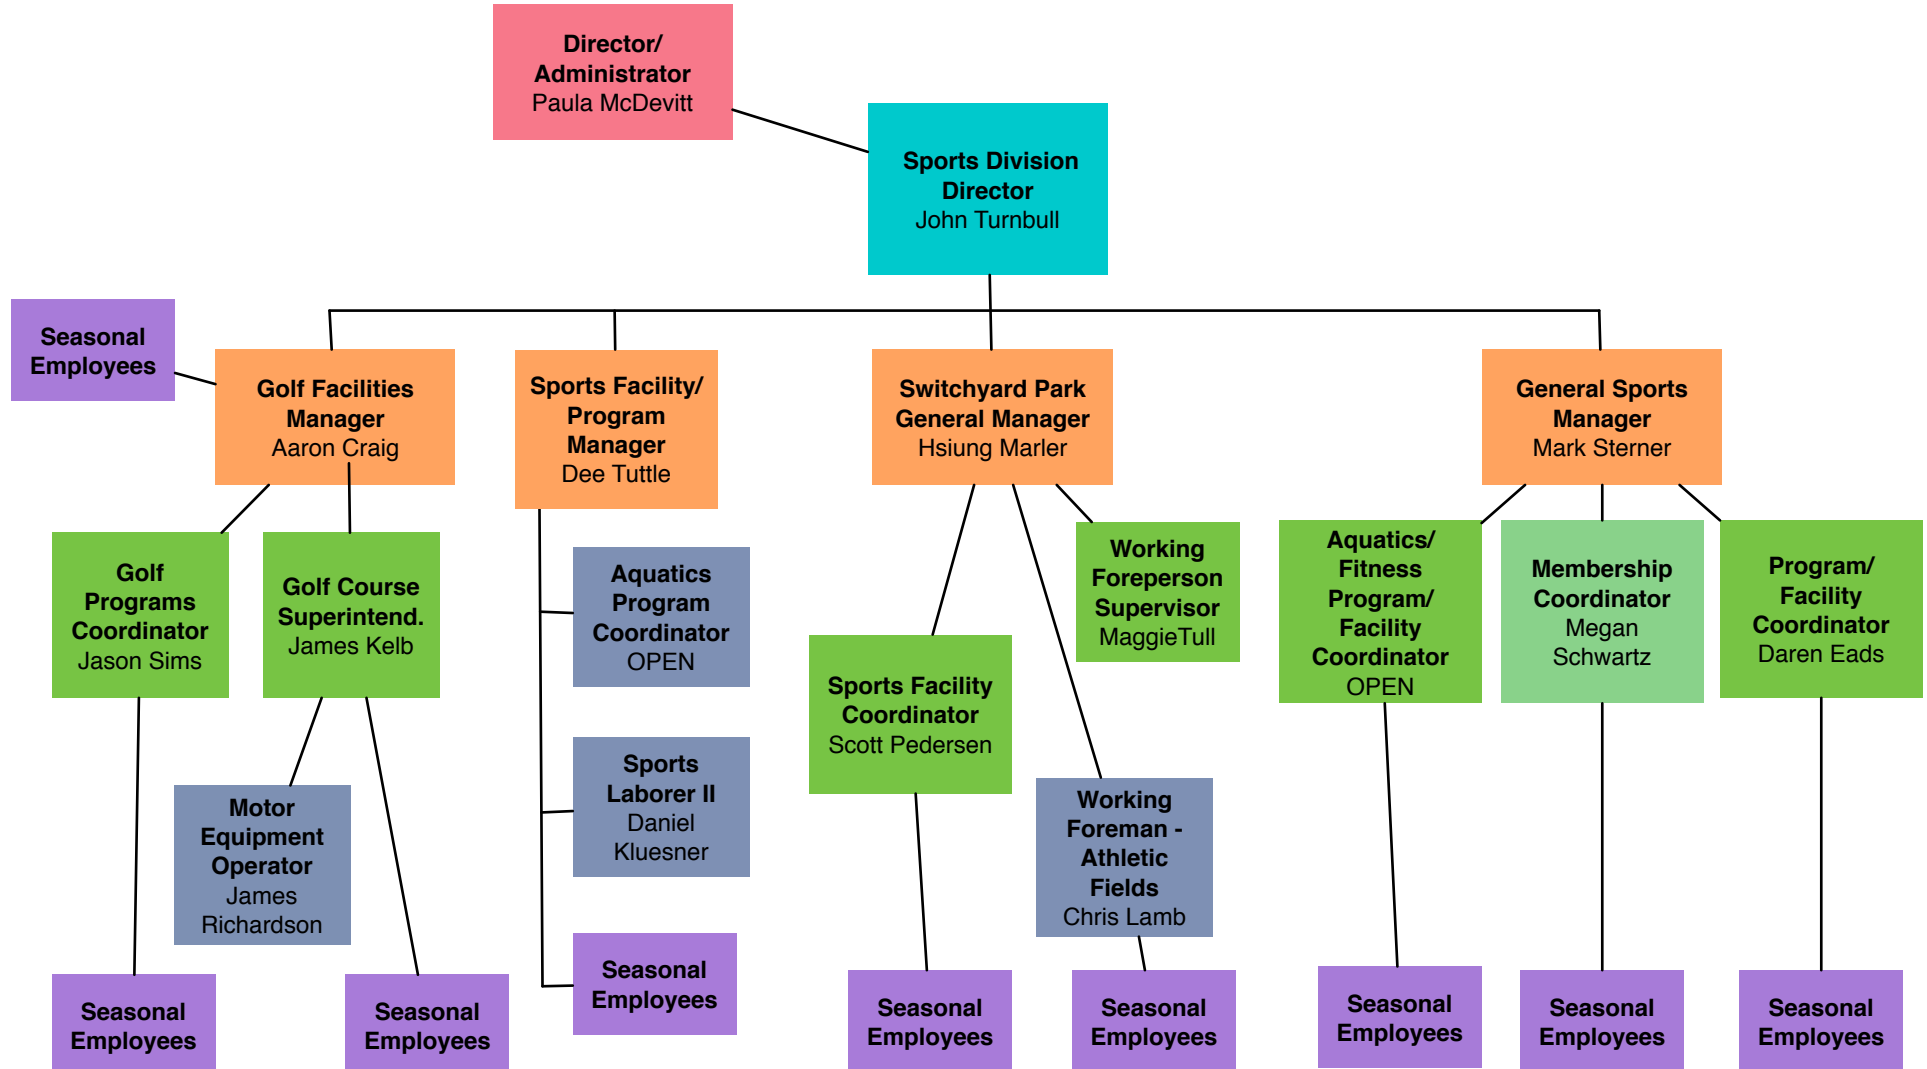 Director/
Administrator
Paula McDevitt
Sports Division
Director
John Turnbull
Seasonal
Employees
Golf Facilities
Manager
Aaron Craig
Sports Facility/
Program
Manager
Dee Tuttle
Switchyard Park
General Manager
Hsiung Marler
General Sports
Manager
Mark Sterner
Golf
Programs
Coordinator
Jason Sims
Golf Course
Superintend.
James Kelb
Aquatics
Program
Coordinator
OPEN
Working
Foreperson
Supervisor
MaggieTull
Aquatics/
Fitness
Program/
Facility
Coordinator
OPEN
Membership
Coordinator
Megan
Schwartz
Program/
Facility
Coordinator
Daren Eads
Sports Facility
Coordinator
Scott Pedersen
Motor
Equipment
Operator
James
Richardson
Sports
Laborer II
Daniel
Kluesner
Working
Foreman -
Athletic
Fields
Chris Lamb
Seasonal
Employees
Seasonal
Employees
Seasonal
Employees
Seasonal
Employees
Seasonal
Employees
Seasonal
Employees
Seasonal
Employees
Seasonal
Employees